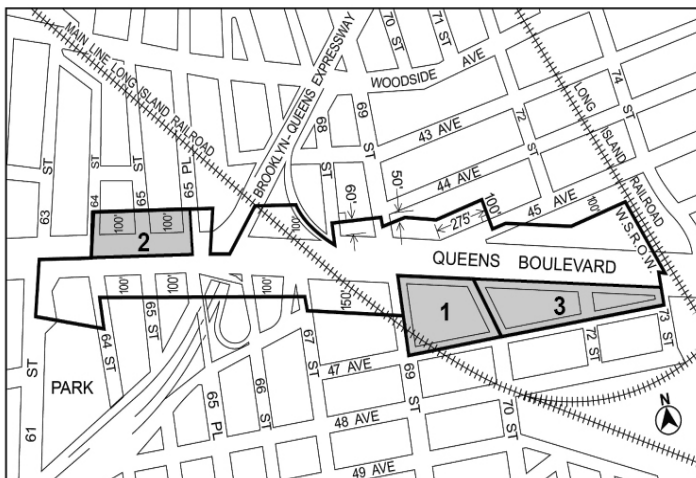 MAIN LINE LONG ISLAND RAILROAD
BROOKLYN-QUEENS EXPRESSWAY
70 ST
71 ST
WOODSIDE AVE
74 ST
LONG ISLAND RAILROAD
W.S.R.O.W.
68 ST
69 ST
43 AVE
72 ST
44 AVE
45 AVE
63 ST
64 ST
65 ST
65 PL
100'
100'
2
100'
60'
50'
275'
100'
100'
QUEENS BOULEVARD
1
3
100'
100'
100'
150'
64 ST
65 ST
65 PL
66 ST
67 ST
47 AVE
69 ST
70 ST
72 ST
73 ST
48 AVE
49 AVE
61 ST
PARK
N